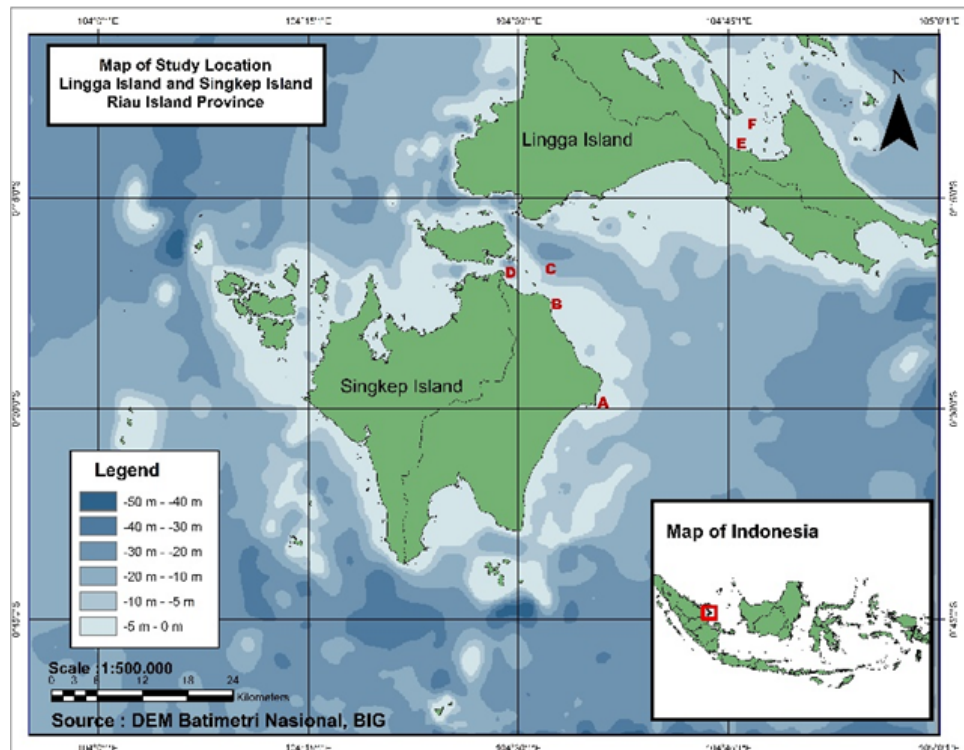 Map of Study Location
Lingga Island and Singkep Island
Riau Island Province
N
Lingga Island
F
E
D
C
B
Singkep Island
A
Legend
-50 m - -40 m
-40 m - -30 m
-30 m - -20 m
-20 m - -10 m
-10 m - -5 m
-5 m - 0 m
Map of Indonesia
Scale :1:500.000
0 3 6 12 18 24
Kilometers
Source : DEM Batimetri Nasional, BIG